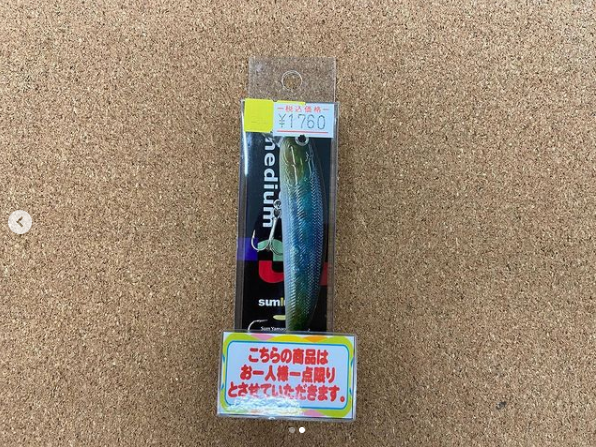 税込価格
¥1760
medium
こちらの商品は
お一人様一点限り
とさせていただきます。